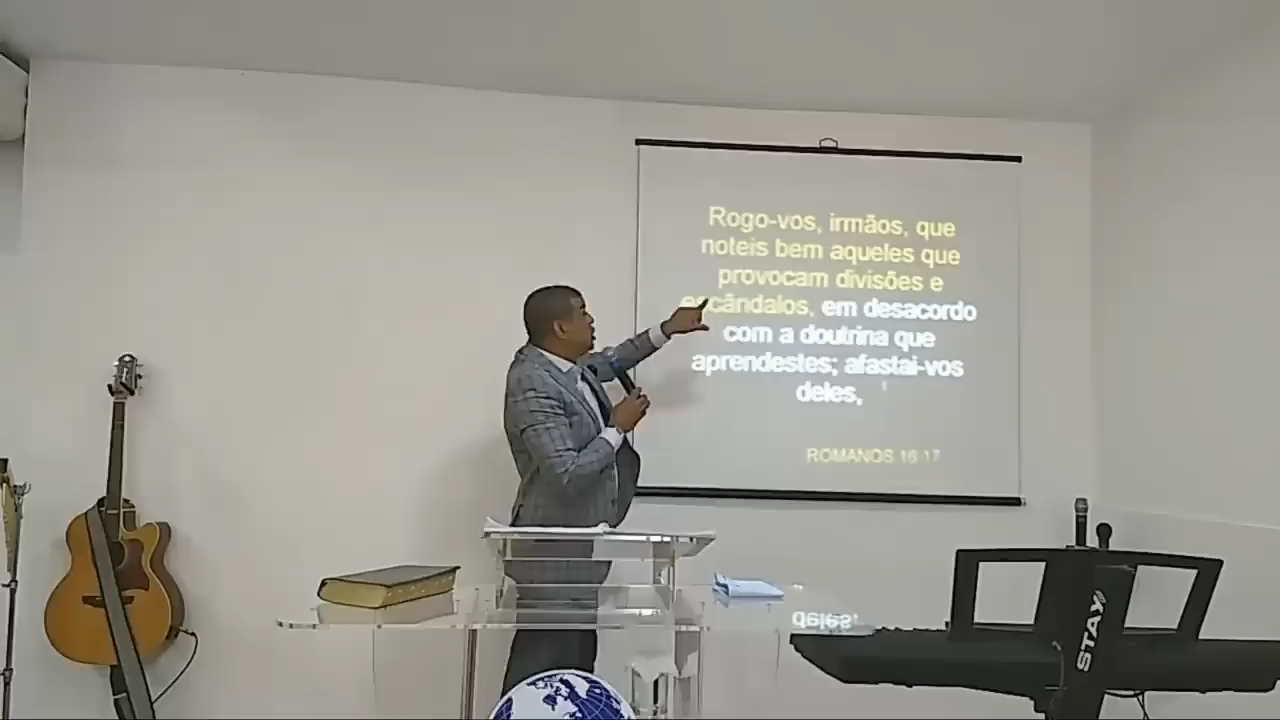 Rogo-vos, irmãos, que
noteis bem aqueles que
provocam divisões e
escândalos, em desacordo
com a doutrina que
aprendestes; afastai-vos
deles,
ROMANOS 16:17
deles,
STAY